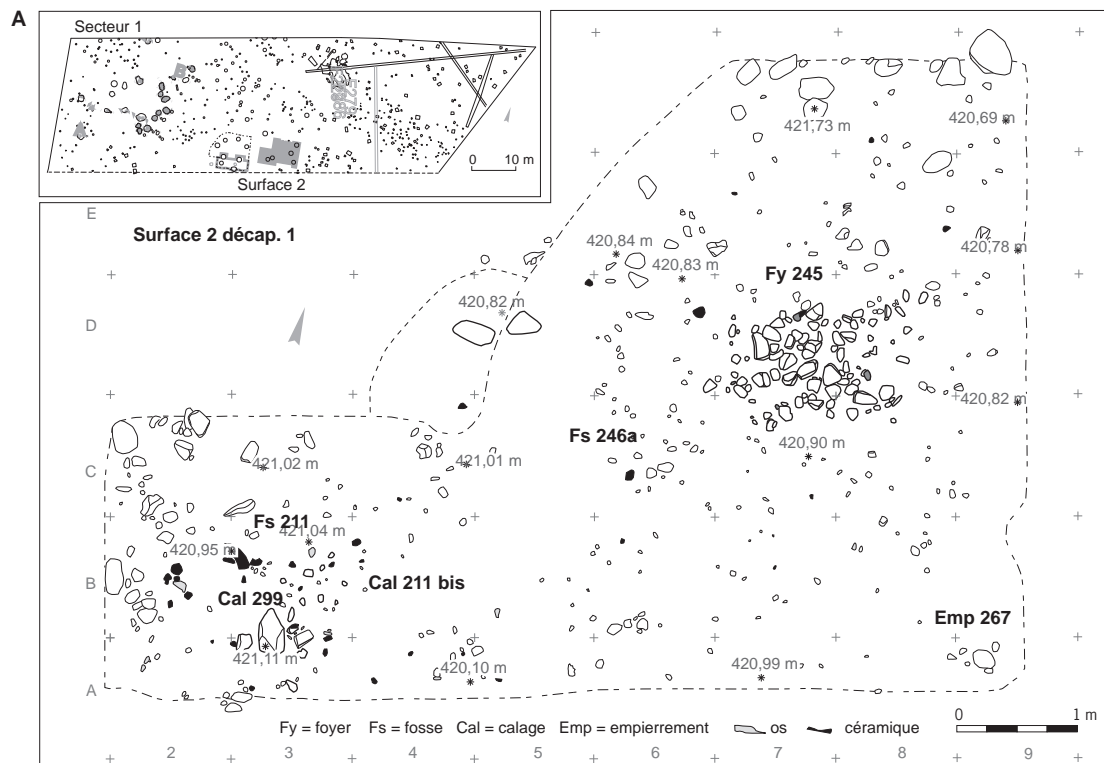 A
Secteur 1
0 10 m
Surface 2
421,73 m
420,69 m
E
Surface 2 décap. 1
420,84 m
420,78 m
420,83 m
Fy 245
420,82 m
D
420,82 m
Fs 246a
420,90 m
C
421,02 m
421,01 m
Fs 211
421,04 m
420,95 m
B
Cal 211 bis
Cal 299
Emp 267
421,11 m
420,10 m
420,99 m
A
0 1 m
Fy = foyer Fs = fosse Cal = calage Emp = empierrement os céramique
2 3 4 5 6 7 8 9